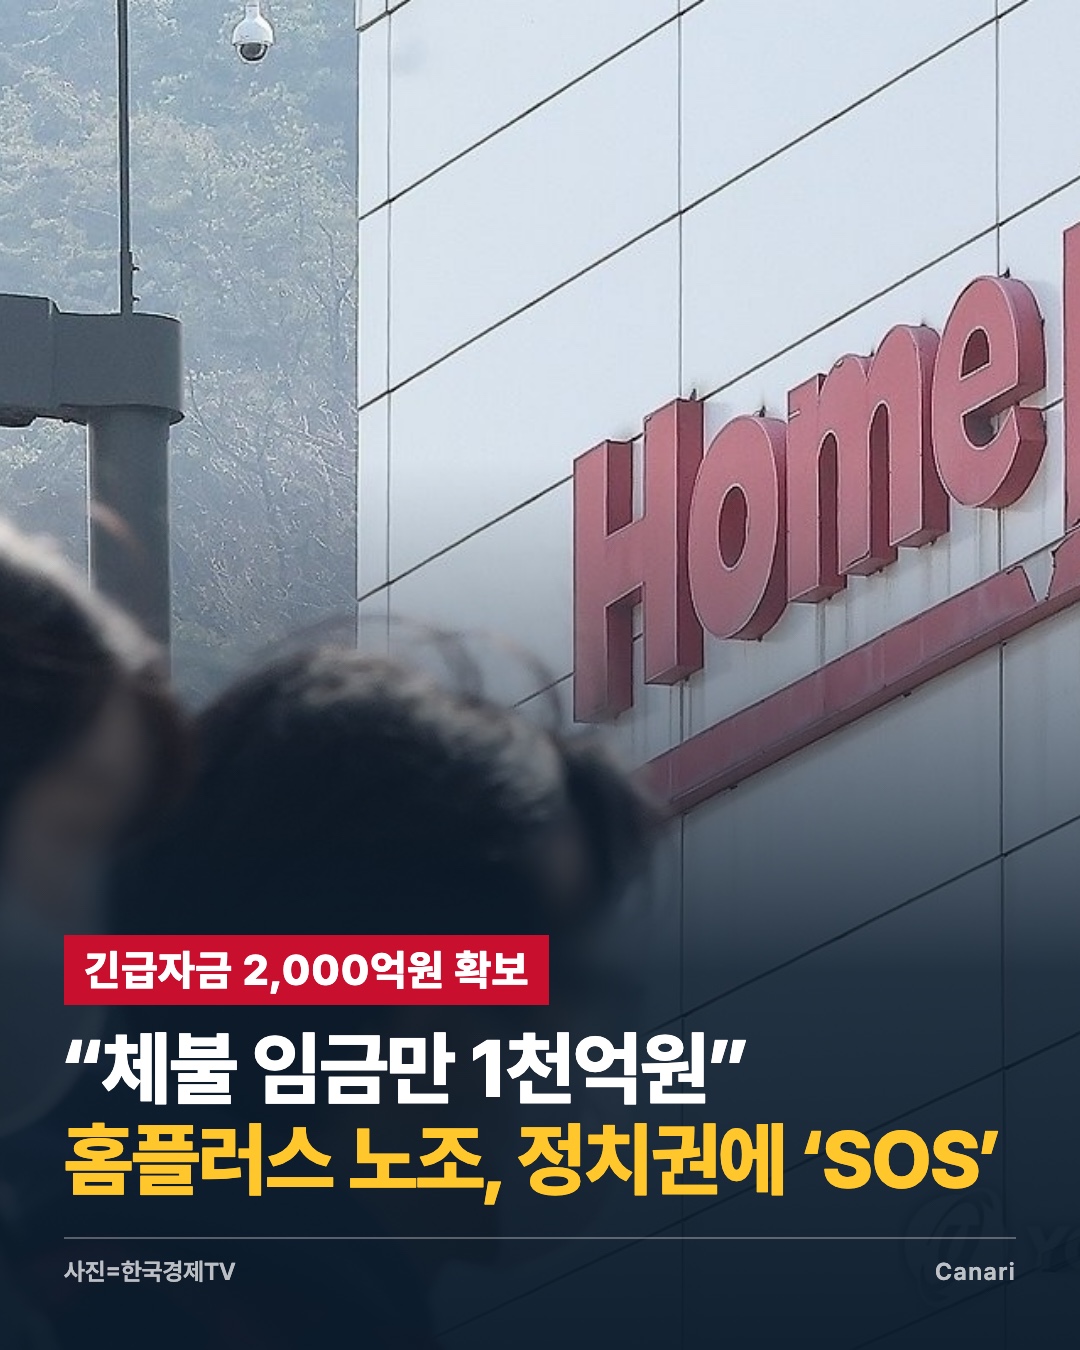 Home
긴급자금 2,000억원 확보
“체불 임금만 1천억원”
홈플러스 노조, 정치권에 ‘SOS’
사진=한국경제TV
Canari